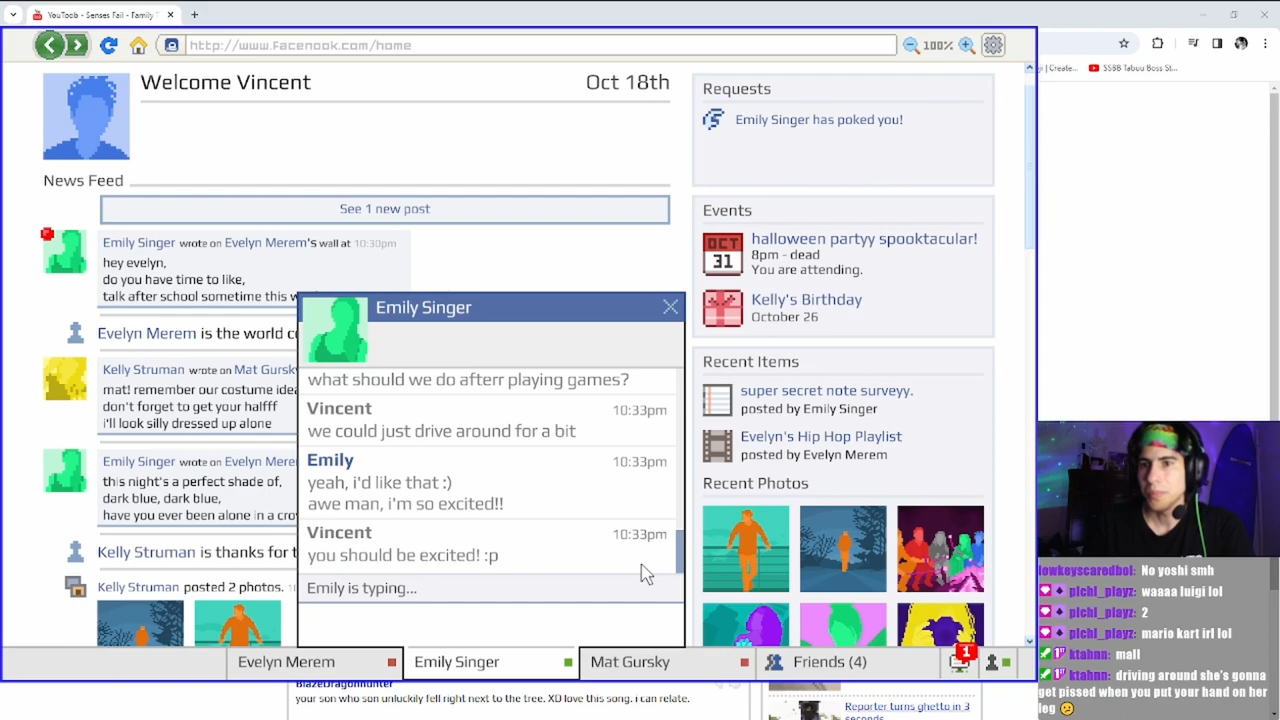 YouToob - Senses Fail - Family T
http://www.facenook.com/home
100%
SSBB Tabuu Boss St...
Welcome Vincent
Oct 18th
News Feed
See 1 new post
Emily Singer wrote on Evelyn Merem's wall at 10:30pm
hey evelyn,
do you have time to like,
talk after school sometime this w
Evelyn Merem is the world c
Kelly Struman wrote on Mat Gursky
mat! remember our costume idea
don't forget to get your halfff
i'll look silly dressed up alone
Emily Singer wrote on Evelyn Mere
this night's a perfect shade of,
dark blue, dark blue,
have you ever been alone in a cro
Kelly Struman is thanks for t
Kelly Struman posted 2 photos.
Emily Singer
what should we do afterr playing games?
Vincent 10:33pm
we could just drive around for a bit
Emily 10:33pm
yeah, i'd like that :)
awe man, i'm so excited!!
Vincent 10:33pm
you should be excited! :p
Emily is typing...
Requests
Emily Singer has poked you!
Events
OCT
31
halloween partyy spooktacular!
8pm - dead
You are attending.
Kelly's Birthday
October 26
Recent Items
super secret note surveyy.
posted by Emily Singer
Evelyn's Hip Hop Playlist
posted by Evelyn Merem
Recent Photos
Evelyn Merem
Emily Singer
Mat Gursky
Friends (4)
1
BlazeDragonhunter
your son who son unluckily fell right next to the tree. XD love this song. i can relate.
Reporter turns ghetto in 3
seconds
lowkeyscaredboi: No yoshi smh
plchl_playz: waaaa luigi lol
plchl_playz: 2
plchl_playz: mario kart irl lol
ktahnn: mall
ktahnn: driving around she's gonna
get pissed when you put your hand on her
leg